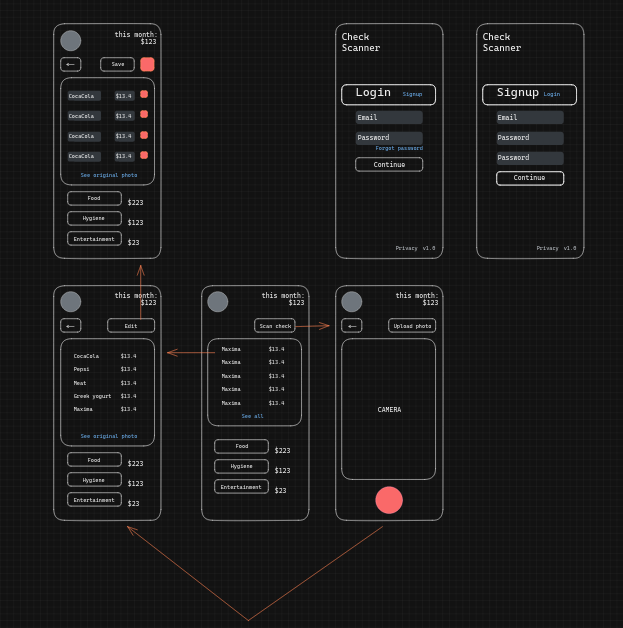 this month:
$123
←
Save
CocaCola $13.4
CocaCola $13.4
CocaCola $13.4
CocaCola $13.4
See original photo
Food $223
Hygiene $123
Entertainment $23
Check
Scanner
Login Signup
Email
Password
Forgot password
Continue
Privacy v1.0
Check
Scanner
Signup Login
Email
Password
Password
Continue
Privacy v1.0
this month:
$123
← Edit
CocaCola $13.4
Pepsi $13.4
Meat $13.4
Greek yogurt $13.4
Maxima $13.4
See original photo
Food $223
Hygiene $123
Entertainment $23
this month:
$123
Scan check
Maxima $13.4
Maxima $13.4
Maxima $13.4
Maxima $13.4
Maxima $13.4
See all
Food $223
Hygiene $123
Entertainment $23
this month:
$123
← Upload photo
CAMERA